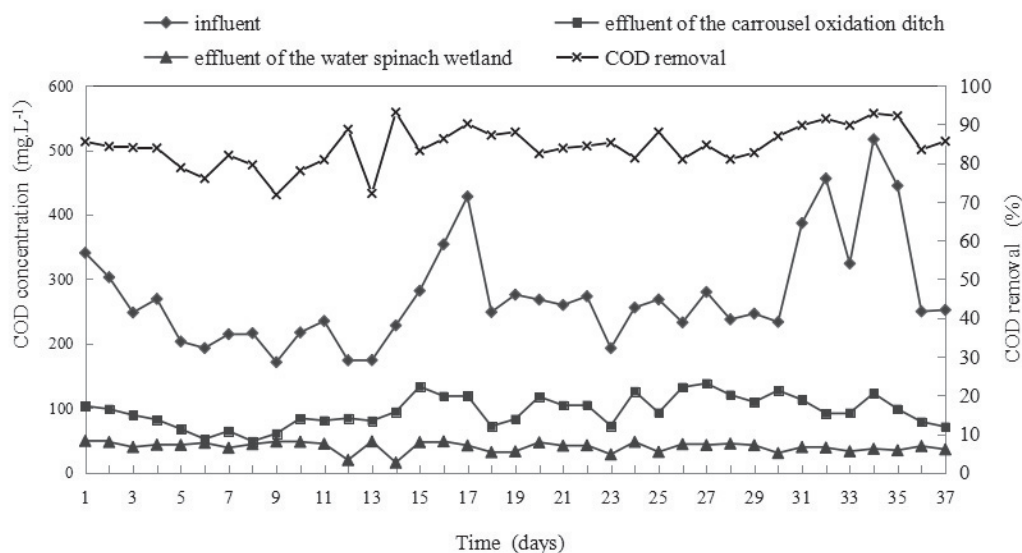 influent
effluent of the carrousel oxidation ditch
effluent of the water spinach wetland
COD removal
600
500
400
300
200
100
0
COD concentration (mg.L-1)
100
90
80
70
60
50
40
30
20
10
0
COD removal (%)
1 3 5 7 9 11 13 15 17 19 21 23 25 27 29 31 33 35 37
Time (days)